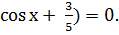 cos x + 3/5) = 0.